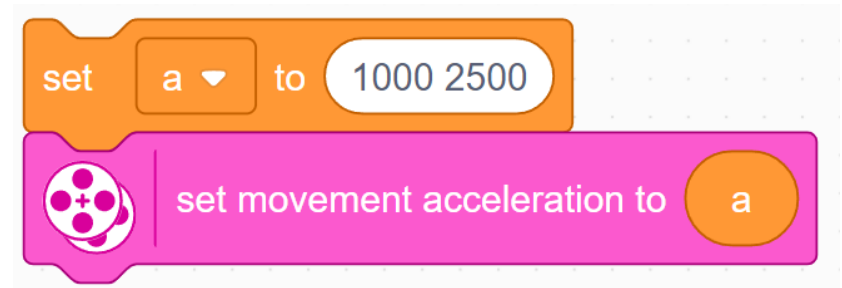 set a to 1000 2500
set movement acceleration to a